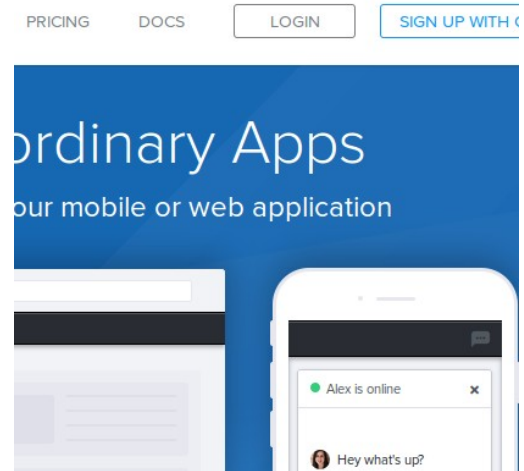 PRICING DOCS LOGIN SIGN UP WITH
ordinary Apps
our mobile or web application
Alex is online ×
Hey what's up?